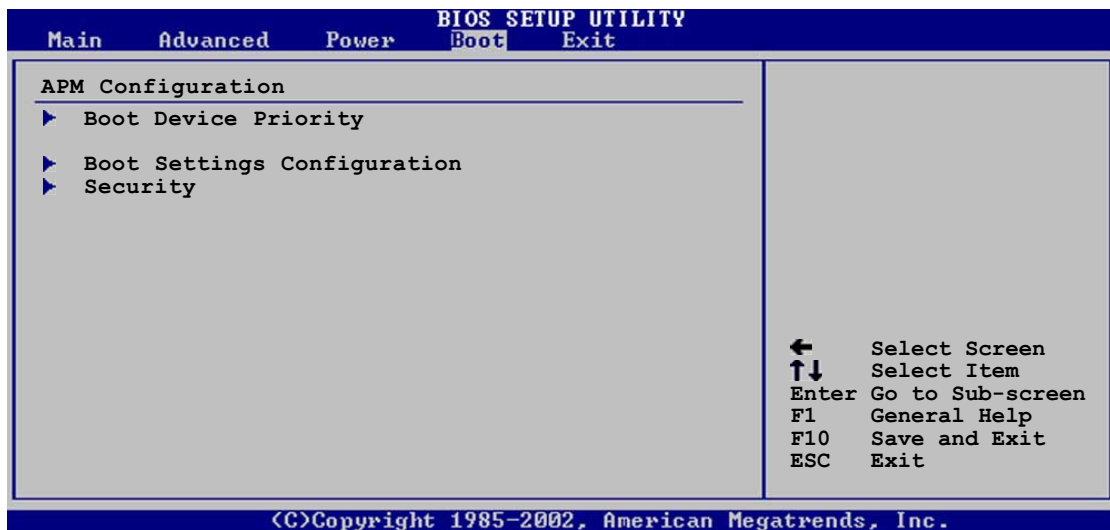 BIOS SETUP UTILITY
Main Advanced Power Boot Exit
APM Configuration
Boot Device Priority
Boot Settings Configuration
Security
← Select Screen
↑↓ Select Item
Enter Go to Sub-screen
F1 General Help
F10 Save and Exit
ESC Exit
(C)Copyright 1985-2002, American Megatrends, Inc.